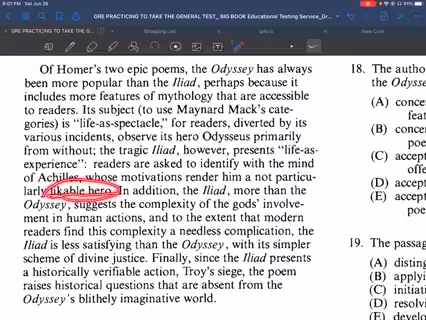 9:07 PM Sat Jun 26
91%
GRE PRACTICING TO TAKE THE GENERAL TEST_ BIG BOOK Educational Testing Service_Gr...
GRE PRACTICING TO TAKE THE G...
Shopping List
New Com
Of Homer's two epic poems, the Odyssey has always
been more popular than the Iliad, perhaps because it
includes more features of mythology that are accessible
to readers. Its subject (to use Maynard Mack's cate-
gories) is "life-as-spectacle," for readers, diverted by its
various incidents, observe its hero Odysseus primarily
from without; the tragic Iliad, however, presents "life-as-
experience": readers are asked to identify with the mind
of Achilles, whose motivations render him a not particu-
larly likable hero. In addition, the Iliad, more than the
Odyssey, suggests the complexity of the gods' involve-
ment in human actions, and to the extent that modern
readers find this complexity a needless complication, the
Iliad is less satisfying than the Odyssey, with its simpler
scheme of divine justice. Finally, since the Iliad presents
a historically verifiable action, Troy's siege, the poem
raises historical questions that are absent from the
Odyssey's blithely imaginative world.
18. The autho
the Odyss
(A) conce
feat
(B) concer
poe
(C) accept
offe
(D) accept
(E) accept
19. The passag
(A) disting
(B) applyi
(C) initiati
(D) resolvi
(E) develo